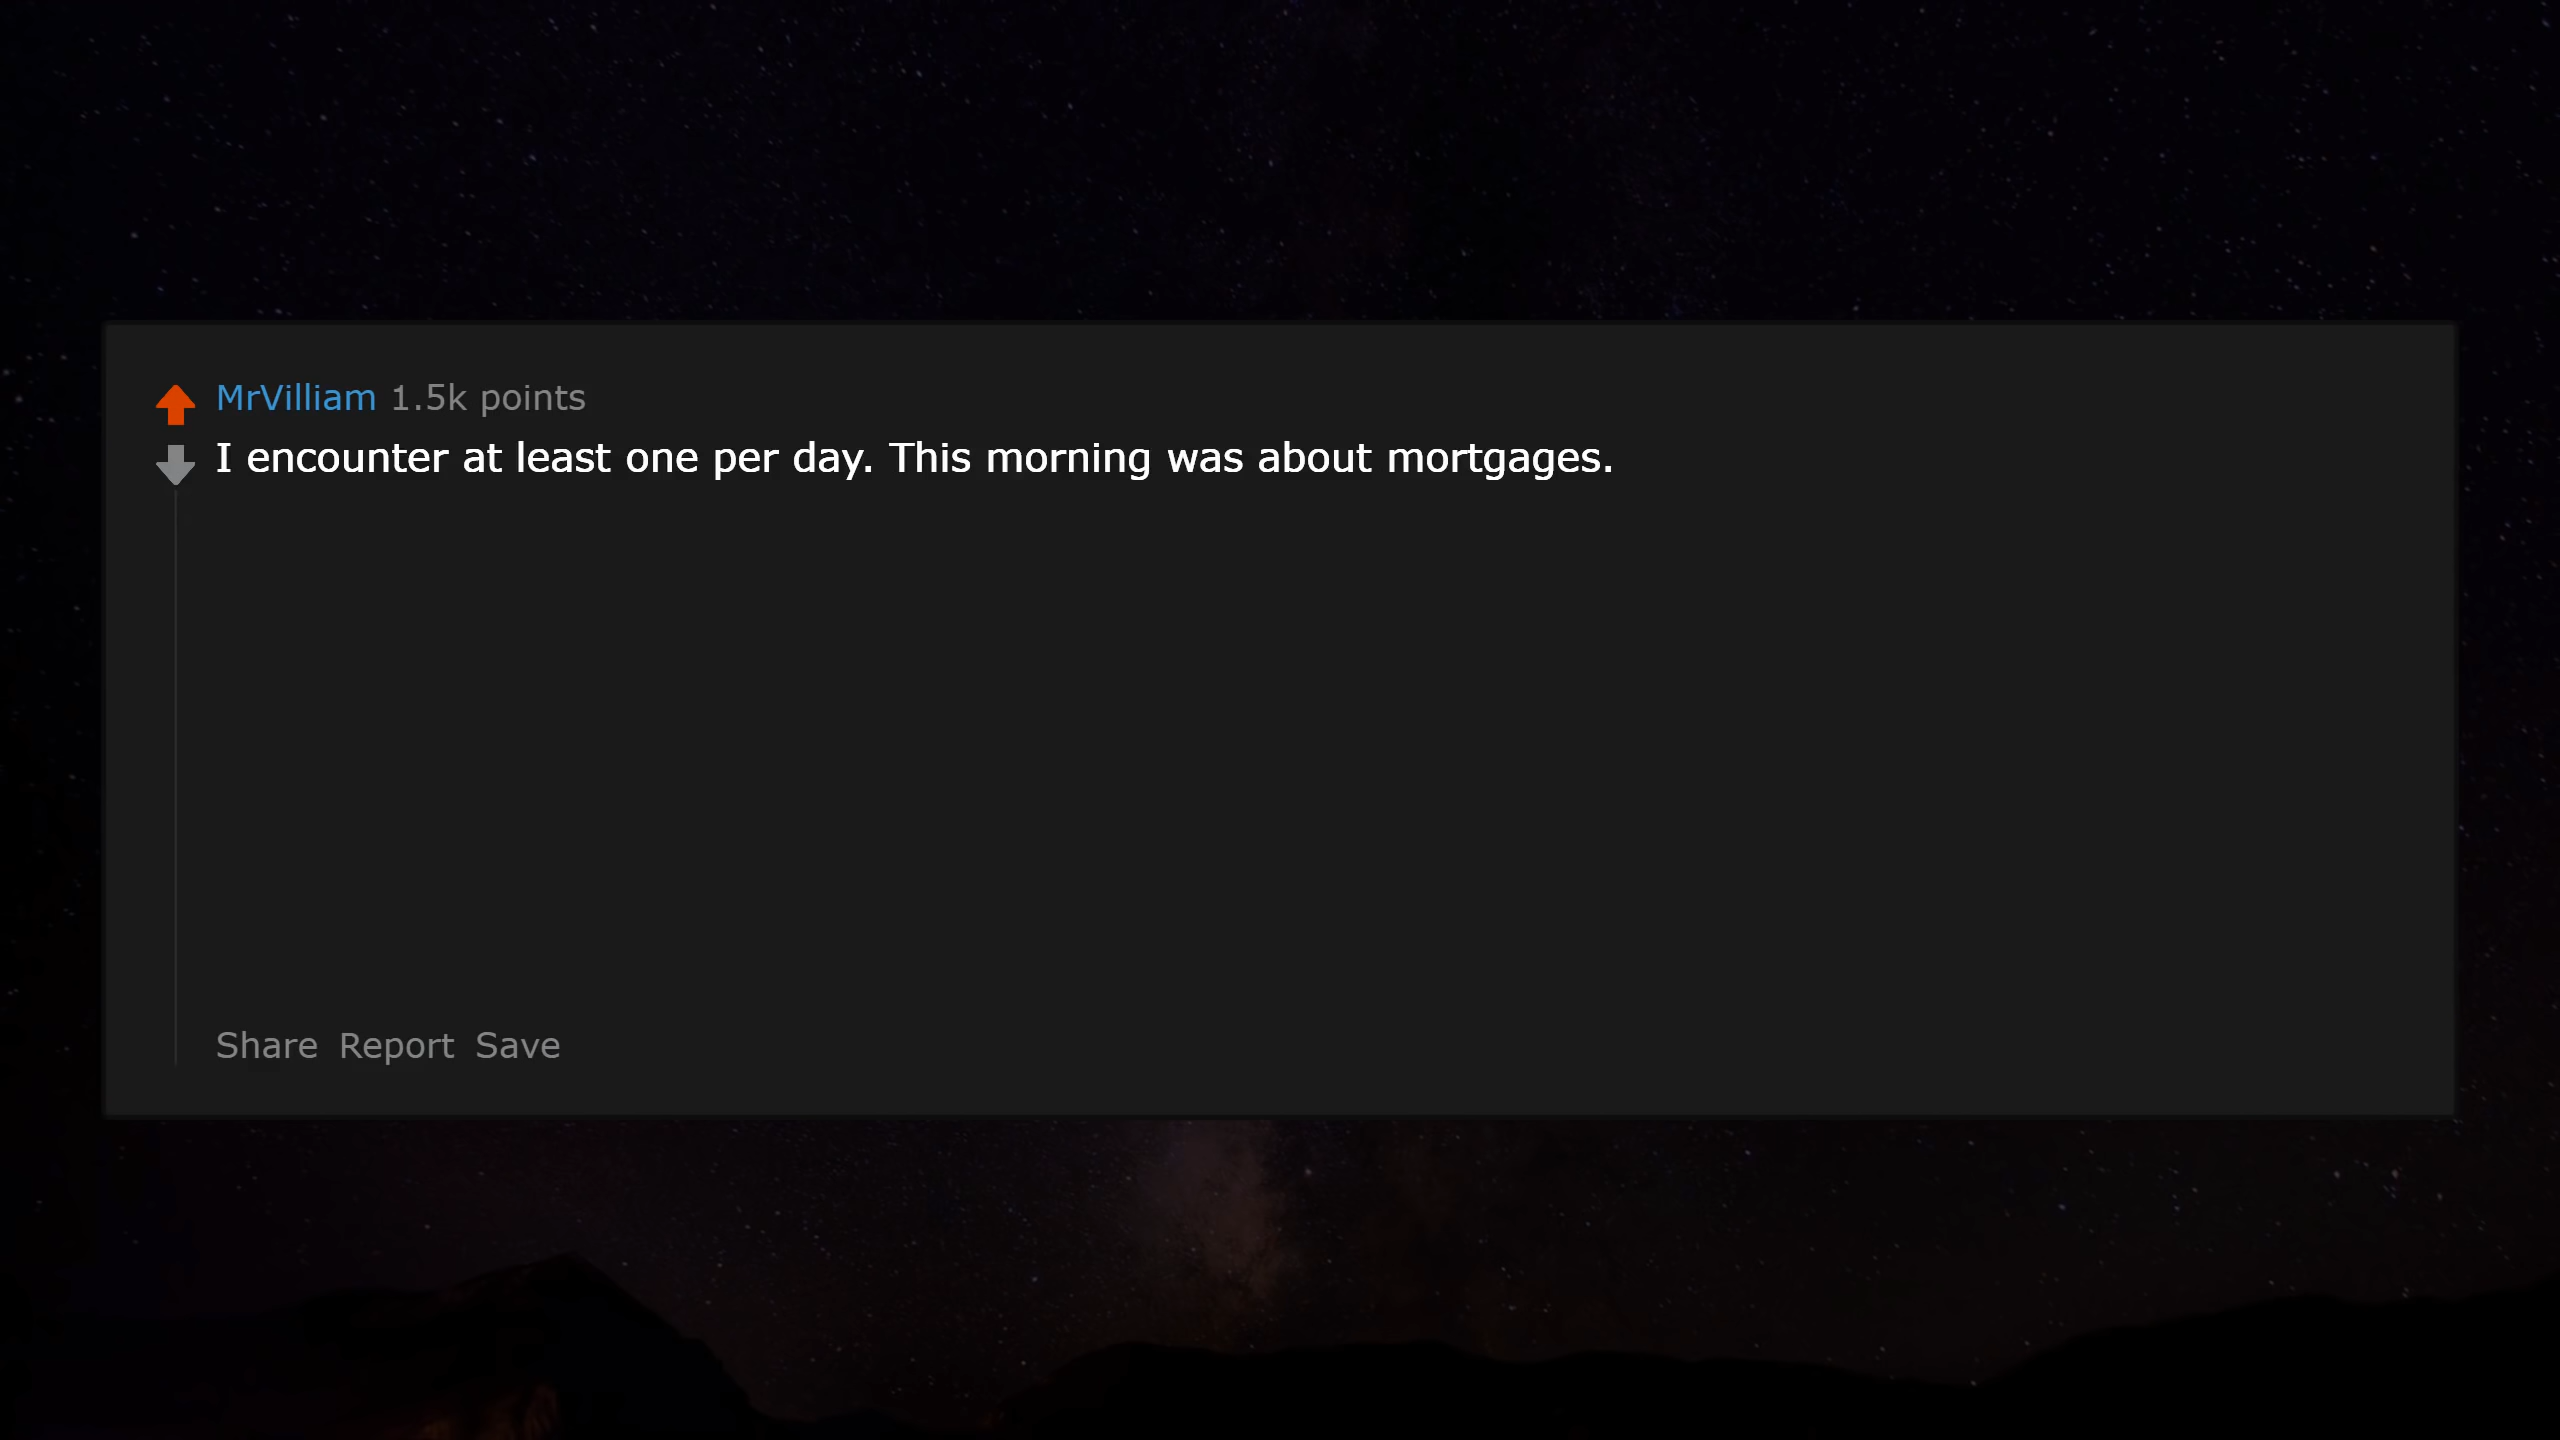 MrVilliam 1.5k points
I encounter at least one per day. This morning was about mortgages.
Share Report Save